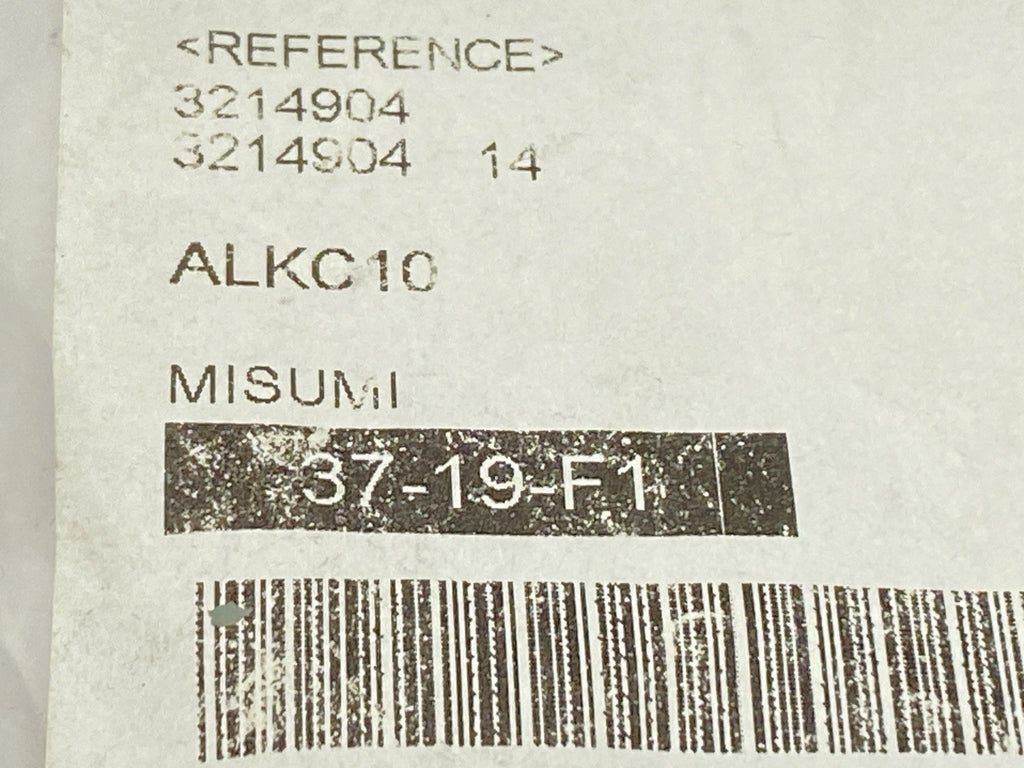 <REFERENCE>
3214904
3214904 14
ALKC10
MISUMI
37-19-F1